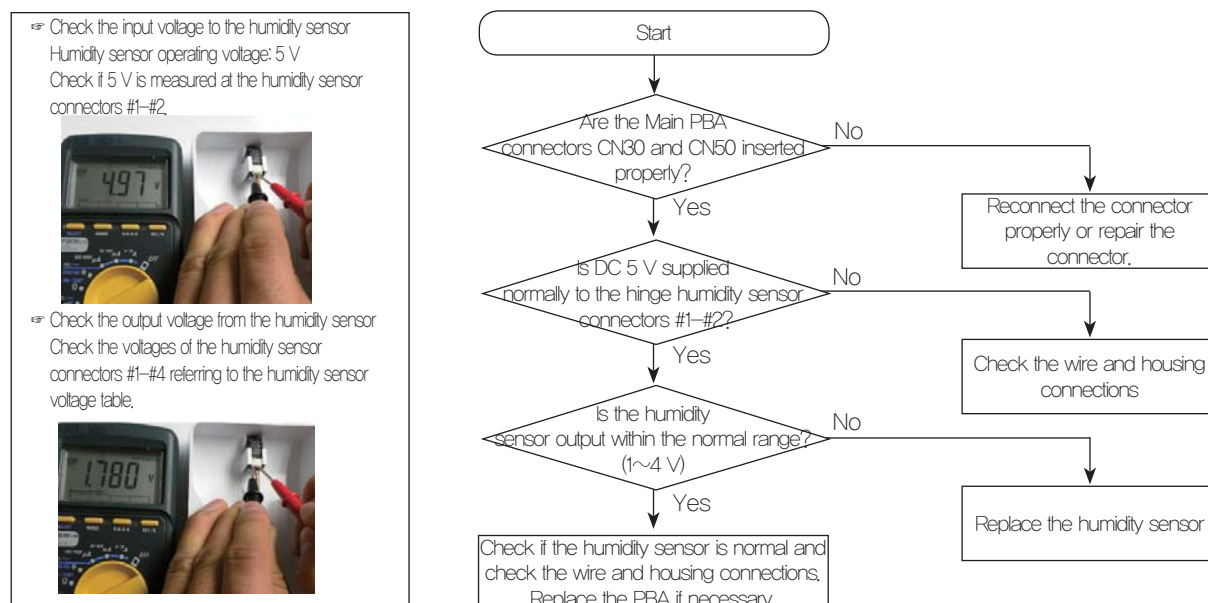 ☞ Check the input voltage to the humidity sensor
Humidity sensor operating voltage: 5 V
Check if 5 V is measured at the humidity sensor
connectors #1-#2.
4.97 V
☞ Check the output voltage from the humidity sensor
Check the voltages of the humidity sensor
connectors #1-#4 referring to the humidity sensor
voltage table.
1.780 V
Start
Are the Main PBA
connectors CN30 and CN50 inserted
properly?
No
Reconnect the connector
properly or repair the
connector.
Yes
Is DC 5 V supplied
normally to the hinge humidity sensor
connectors #1-#2?
No
Check the wire and housing
connections
Yes
Is the humidity
sensor output within the normal range?
(1~4 V)
No
Replace the humidity sensor
Yes
Check if the humidity sensor is normal and
check the wire and housing connections.
Replace the PBA if necessary